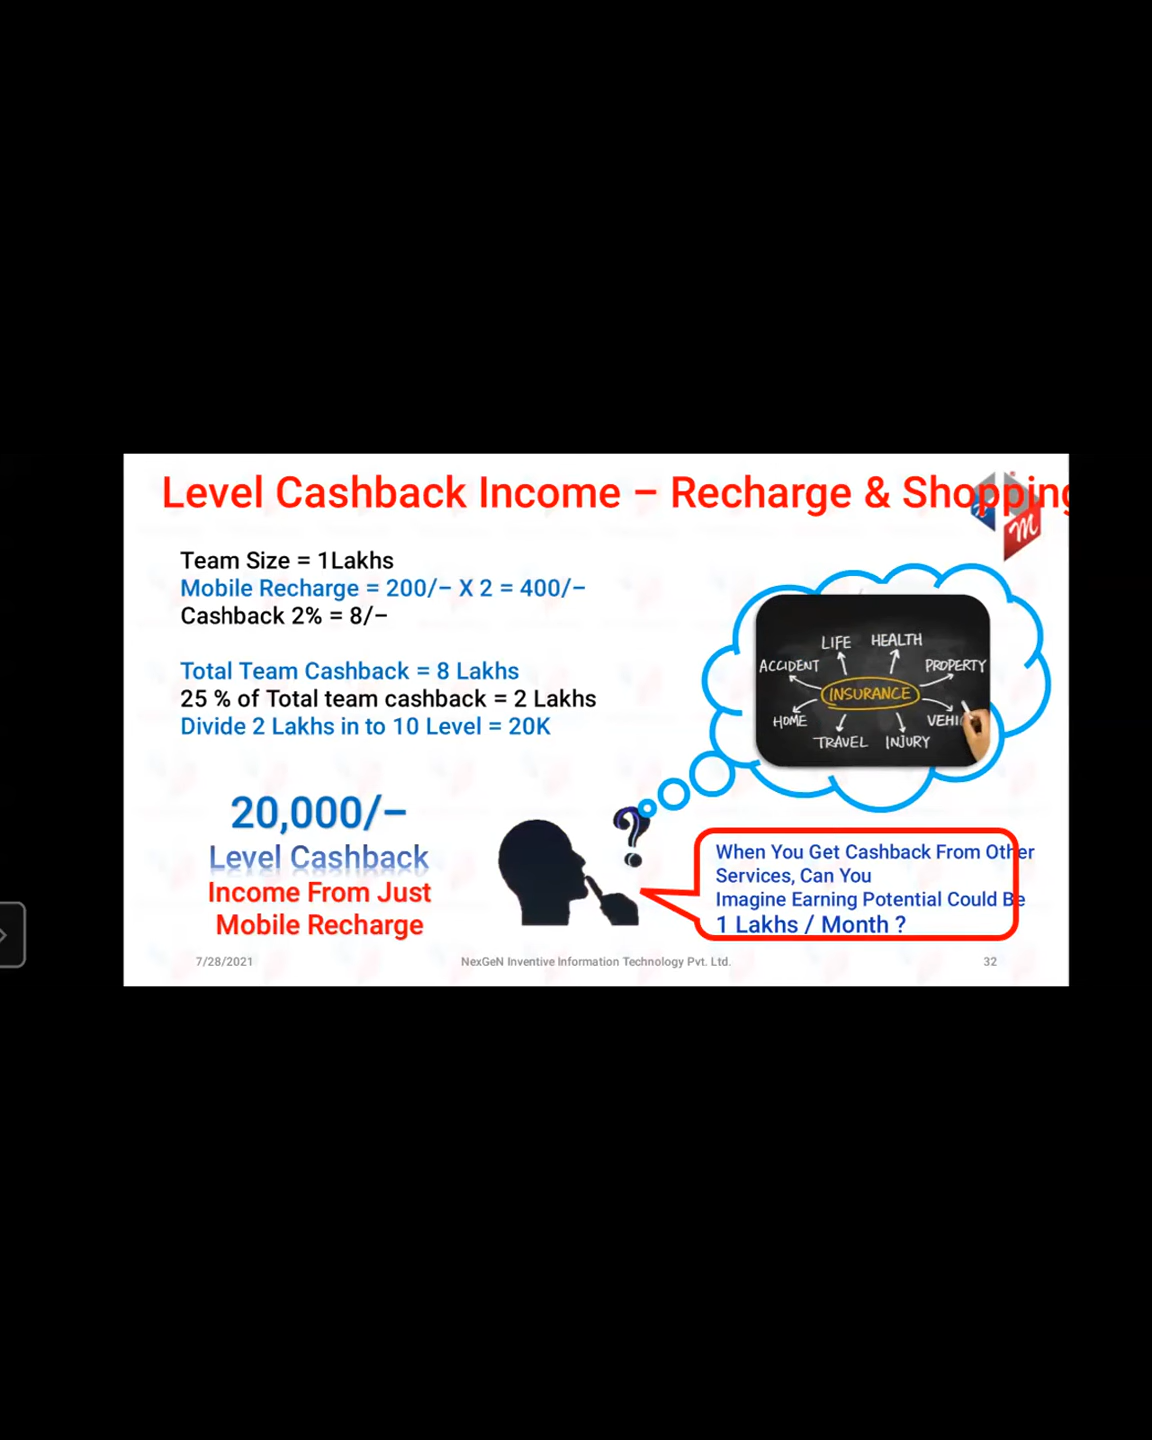 Level Cashback Income – Recharge & Shopping
m
Team Size = 1Lakhs
Mobile Recharge = 200/– X 2 = 400/–
Cashback 2% = 8/–
Total Team Cashback = 8 Lakhs
25 % of Total team cashback = 2 Lakhs
Divide 2 Lakhs in to 10 Level = 20K
LIFE HEALTH
ACCIDENT PROPERTY
INSURANCE
HOME VEHI
TRAVEL INJURY
20,000/–
Level Cashback
Income From Just
Mobile Recharge
?
When You Get Cashback From Other
Services, Can You
Imagine Earning Potential Could Be
1 Lakhs / Month ?
7/28/2021 NexGeN Inventive Information Technology Pvt. Ltd. 32